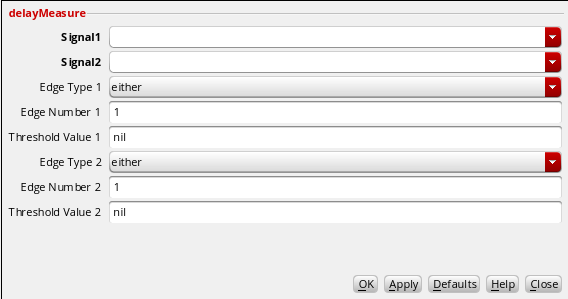 delayMeasure
Signal1
Signal2
Edge Type 1 either
Edge Number 1 1
Threshold Value 1 nil
Edge Type 2 either
Edge Number 2 1
Threshold Value 2 nil
OK Apply Defaults Help Close